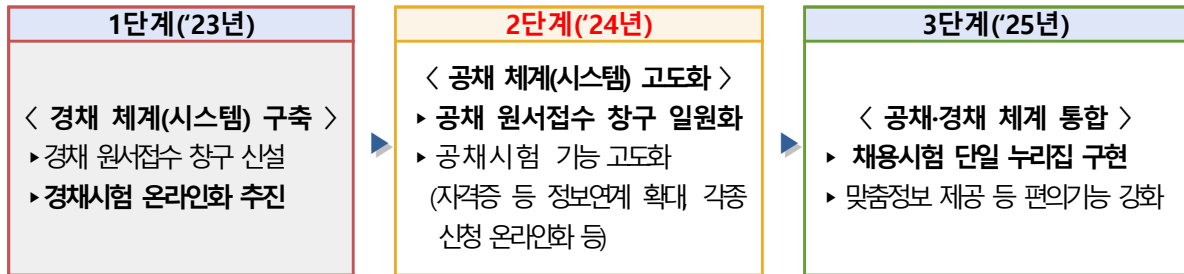 1단계(‘23년)
〈 경채 체계(시스템) 구축 〉
▸경채 원서접수 창구 신설
▸경채시험 온라인화 추진
2단계(‘24년)
〈 공채 체계(시스템) 고도화 〉
▸ 공채 원서접수 창구 일원화
▸ 공채시험 기능 고도화
(자격증 등 정보연계 확대, 각종
신청 온라인화 등)
3단계(‘25년)
〈 공채·경채 체계 통합 〉
▸ 채용시험 단일 누리집 구현
▸ 맞춤정보 제공 등 편의기능 강화